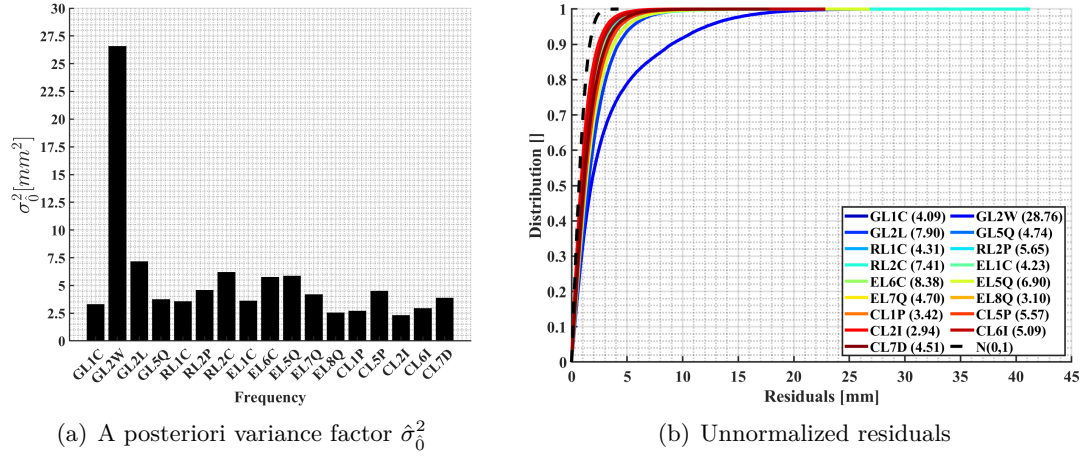 30
27.5
25
22.5
20
17.5
15
12.5
10
7.5
5
2.5
0
σ²₀̂[mm²]
GL1C GL2W GL2L GL5Q RL1C RL2P RL2C EL1C EL6C EL5Q EL7Q EL8Q CL1P CL5P CL2I CL6I CL7D
Frequency
(a) A posteriori variance factor σ̂²₀̂
1
0.9
0.8
0.7
0.6
0.5
0.4
0.3
0.2
0.1
0
Distribution []
GL1C (4.09) GL2W (28.76)
GL2L (7.90) GL5Q (4.74)
RL1C (4.31) RL2P (5.65)
RL2C (7.41) EL1C (4.23)
EL6C (8.38) EL5Q (6.90)
EL7Q (4.70) EL8Q (3.10)
CL1P (3.42) CL5P (5.57)
CL2I (2.94) CL6I (5.09)
CL7D (4.51) N(0,1)
0 5 10 15 20 25 30 35 40 45
Residuals [mm]
(b) Unnormalized residuals